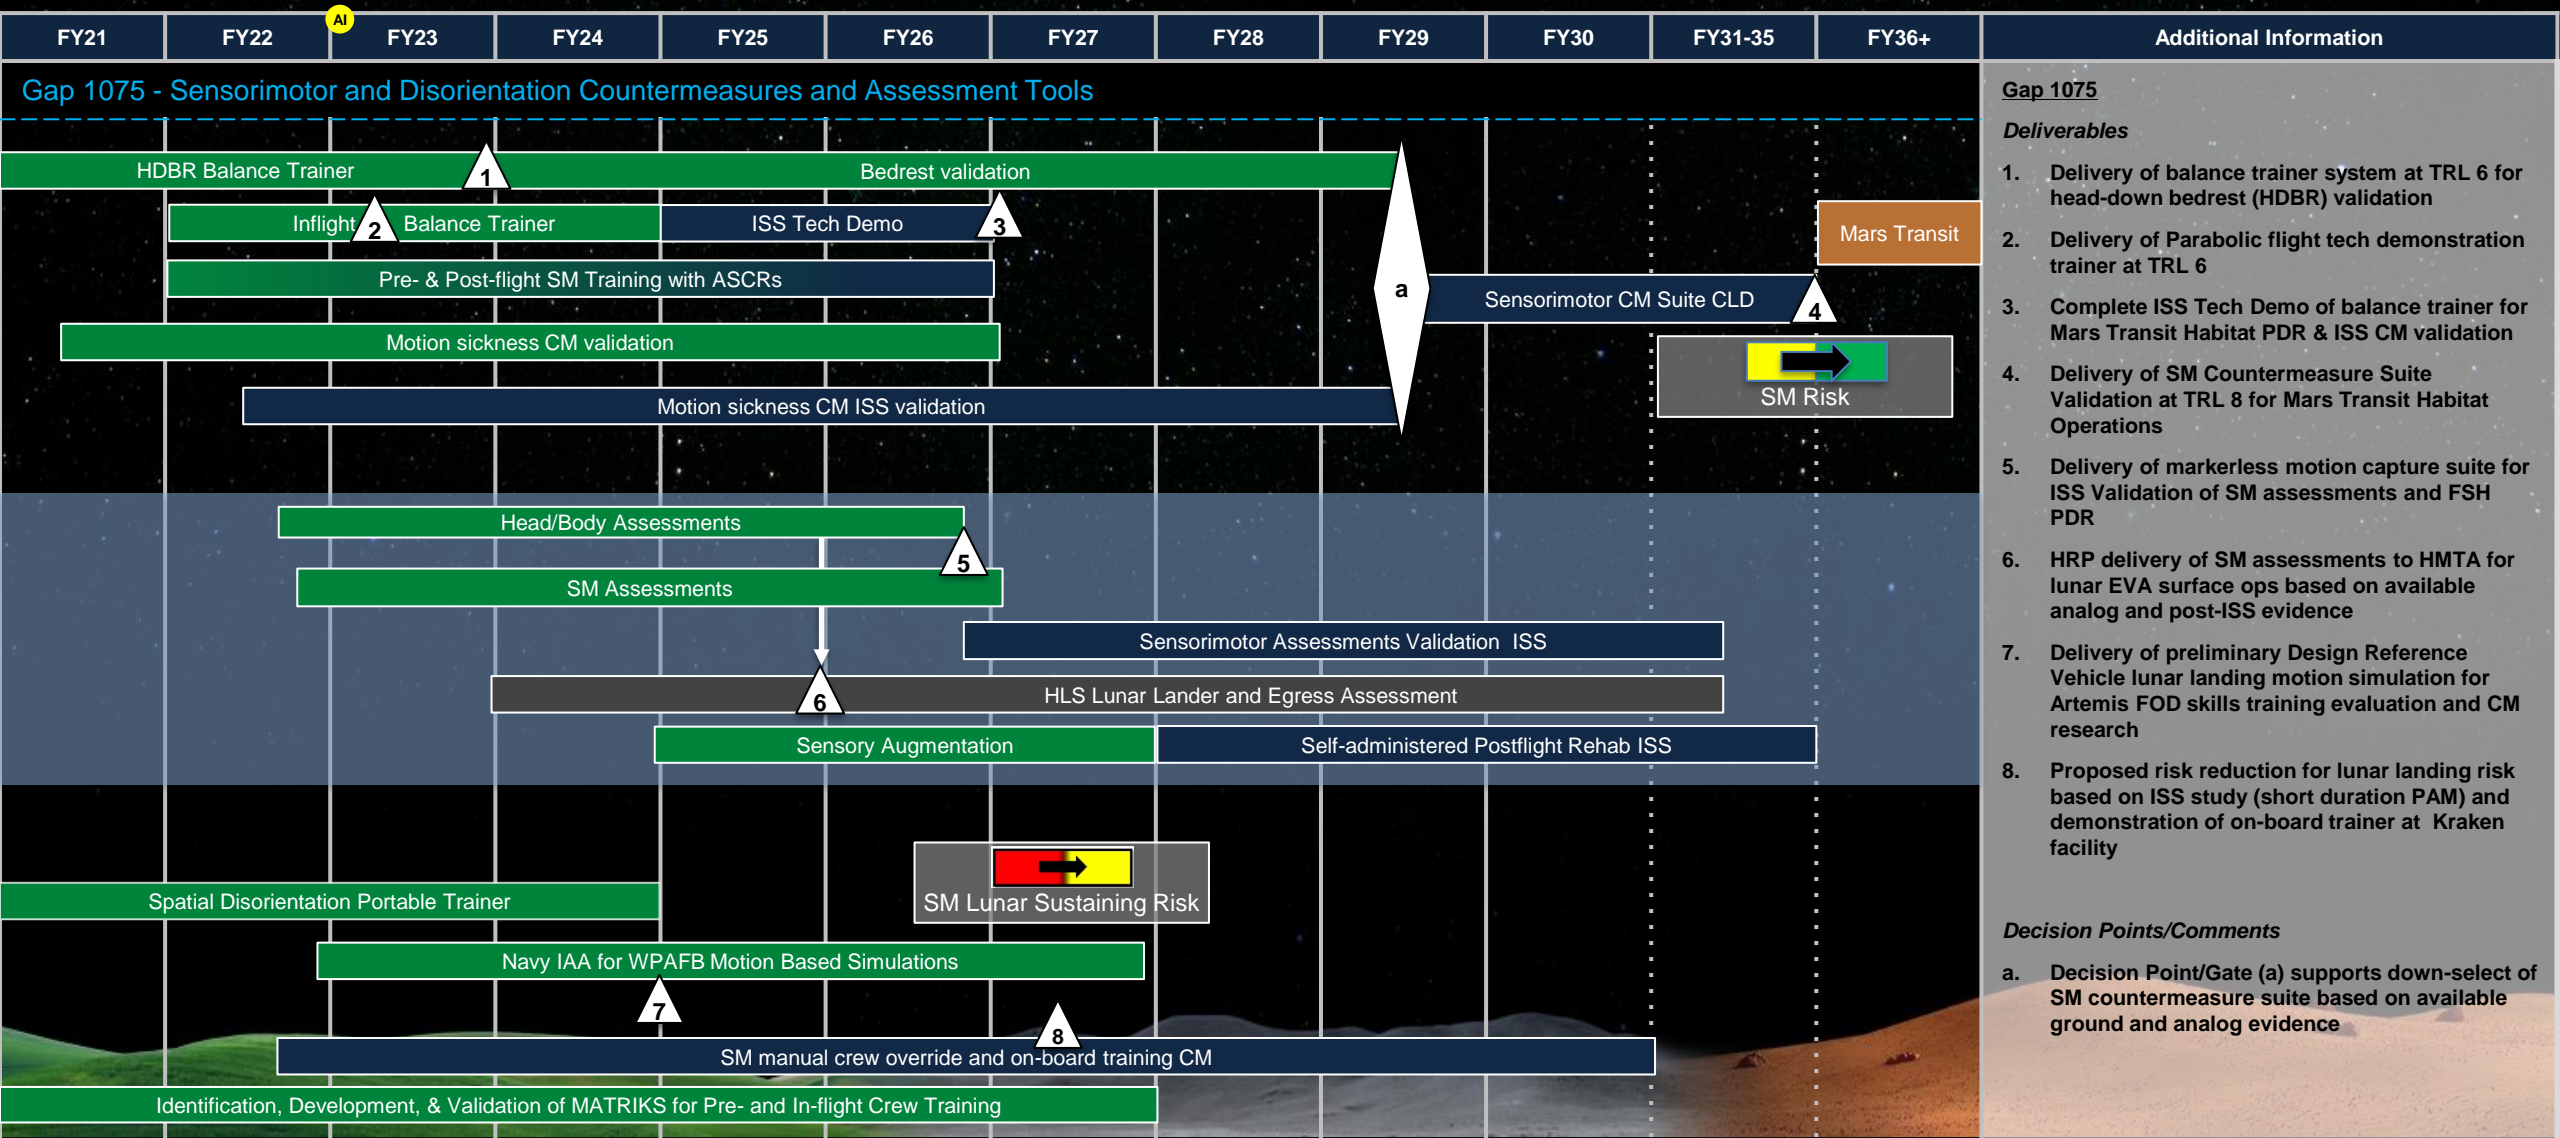 AI
FY21 FY22 FY23 FY24 FY25 FY26 FY27 FY28 FY29 FY30 FY31-35 FY36+ Additional Information
Gap 1075 - Sensorimotor and Disorientation Countermeasures and Assessment Tools
HDBR Balance Trainer 1 Bedrest validation
Inflight 2 Balance Trainer ISS Tech Demo 3
Mars Transit
Pre- & Post-flight SM Training with ASCRs
a
Sensorimotor CM Suite CLD 4
Motion sickness CM validation
SM Risk
Motion sickness CM ISS validation
Head/Body Assessments
5
SM Assessments
Sensorimotor Assessments Validation ISS
6 HLS Lunar Lander and Egress Assessment
Sensory Augmentation Self-administered Postflight Rehab ISS
SM Lunar Sustaining Risk
Spatial Disorientation Portable Trainer
Navy IAA for WPAFB Motion Based Simulations
7
8
SM manual crew override and on-board training CM
Identification, Development, & Validation of MATRIKS for Pre- and In-flight Crew Training
Gap 1075
Deliverables
1. Delivery of balance trainer system at TRL 6 for
head-down bedrest (HDBR) validation
2. Delivery of Parabolic flight tech demonstration
trainer at TRL 6
3. Complete ISS Tech Demo of balance trainer for
Mars Transit Habitat PDR & ISS CM validation
4. Delivery of SM Countermeasure Suite
Validation at TRL 8 for Mars Transit Habitat
Operations
5. Delivery of markerless motion capture suite for
ISS Validation of SM assessments and FSH
PDR
6. HRP delivery of SM assessments to HMTA for
lunar EVA surface ops based on available
analog and post-ISS evidence
7. Delivery of preliminary Design Reference
Vehicle lunar landing motion simulation for
Artemis FOD skills training evaluation and CM
research
8. Proposed risk reduction for lunar landing risk
based on ISS study (short duration PAM) and
demonstration of on-board trainer at Kraken
facility
Decision Points/Comments
a. Decision Point/Gate (a) supports down-select of
SM countermeasure suite based on available
ground and analog evidence